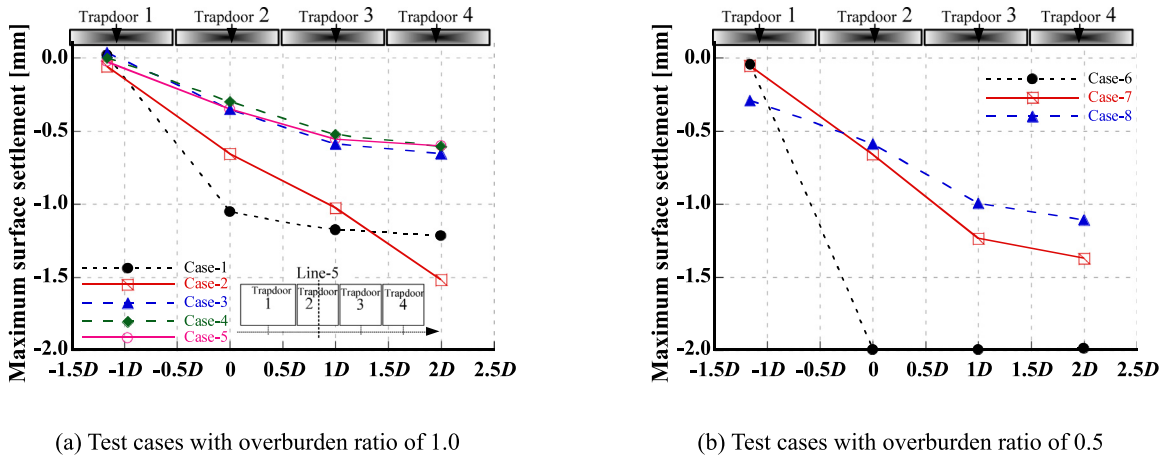 Trapdoor 1 Trapdoor 2 Trapdoor 3 Trapdoor 4
Maximum surface settlement [mm]
0.0
-0.5
-1.0
-1.5
-2.0
Case-1
Case-2
Case-3
Case-4
Case-5
Line-5
Trapdoor Trapdoor Trapdoor Trapdoor
1 2 3 4
-1.5D -1D -0.5D 0 0.5D 1D 1.5D 2D 2.5D
(a) Test cases with overburden ratio of 1.0
Trapdoor 1 Trapdoor 2 Trapdoor 3 Trapdoor 4
Maximum surface settlement [mm]
0.0
-0.5
-1.0
-1.5
-2.0
Case-6
Case-7
Case-8
-1.5D -1D -0.5D 0 0.5D 1D 1.5D 2D 2.5D
(b) Test cases with overburden ratio of 0.5